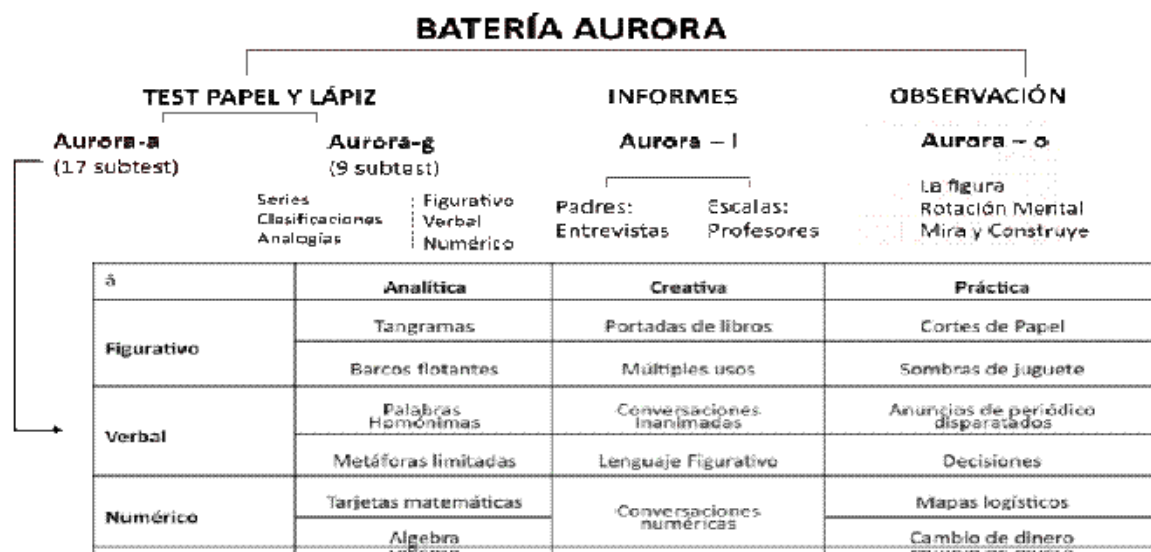 BATERÍA AURORA
TEST PAPEL Y LÁPIZ
INFORMES
OBSERVACIÓN
Aurora-a
(17 subtest)
Aurora-g
(9 subtest)
Aurora – I
Aurora – o
Series
Clasificaciones
Analogías
Figurativo
Verbal
Numérico
Padres:
Entrevistas
Escalas:
Profesores
La figura
Rotación Mental
Mira y Construye
Analítica Creativa Práctica
Figurativo
Tangramas Portadas de libros Cortes de Papel
Barcos flotantes Múltiples usos Sombras de juguete
Verbal
Palabras
Homónimas
Conversaciones
Inanimadas
Anuncios de periódico
disparatados
Metáforas limitadas Lenguaje Figurativo Decisiones
Numérico
Tarjetas matemáticas
Conversaciones
numéricas
Mapas logísticos
Algebra
Cambio de dinero